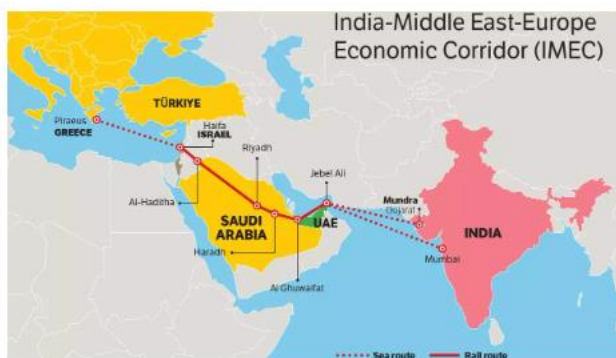 India-Middle East-Europe
Economic Corridor (IMEC)
TÜRKIYE
Piraeus
GREECE
Haifa
ISRAEL
Riyadh
Jebel Ali
Al-Haditha
Mundra
Gujarat
SAUDI
ARABIA
UAE
INDIA
Haradh
Mumbai
Al Ghuwaifat
Sea route
Rail route